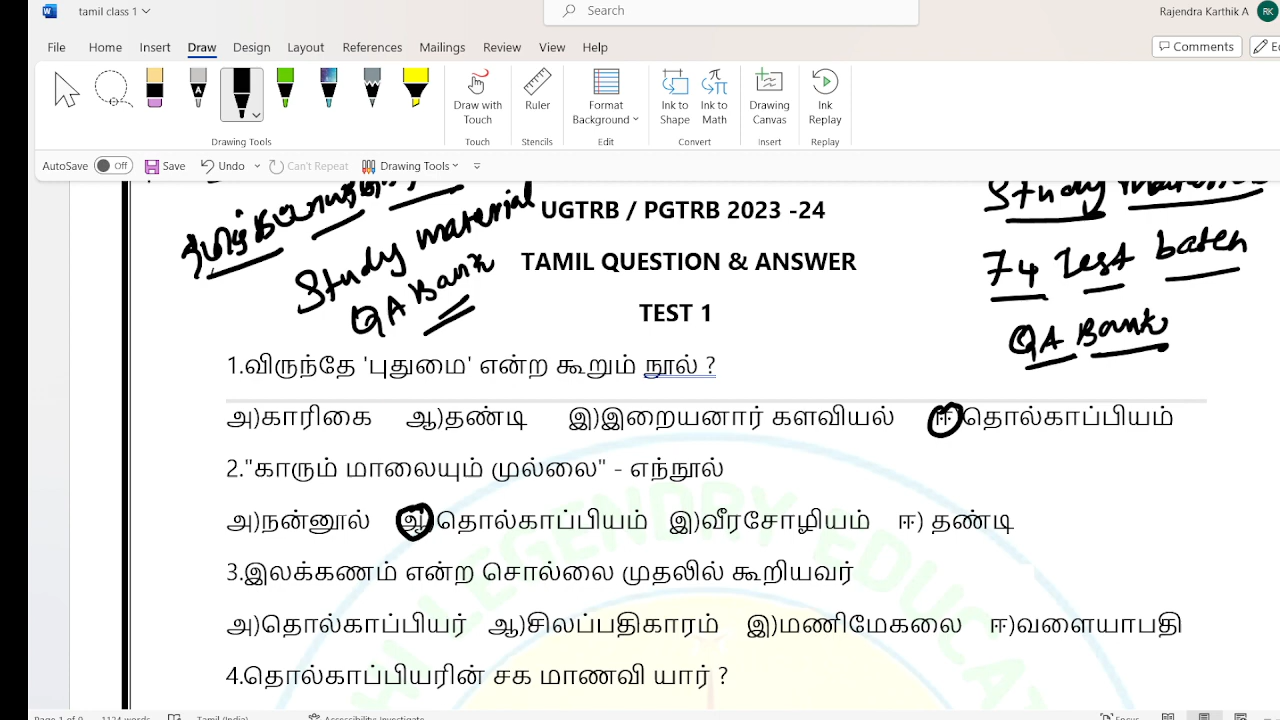 tamil class 1
Search
Rajendra Karthik A
RK
File Home Insert Draw Design Layout References Mailings Review View Help
Comments
Draw with Touch
Ruler
Format Background
Ink to Shape
Ink to Math
Drawing Canvas
Ink Replay
Drawing Tools Touch Stencils Edit Convert Insert Replay
AutoSave Off Save Undo Can't Repeat Drawing Tools
Study material
QA Bank
Study material
74 Test batch
QA Bank
UGTRB / PGTRB 2023 -24
TAMIL QUESTION & ANSWER
TEST 1
1.விருந்தே 'புதுமை' என்ற கூறும் நூல் ?
அ)காரிகை ஆ)தண்டி இ)இறையனார் களவியல் ஈ)தொல்காப்பியம்
2."காரும் மாலையும் முல்லை" - எந்நூல்
அ)நன்னூல் ஆ)தொல்காப்பியம் இ)வீரசோழியம் ஈ) தண்டி
3.இலக்கணம் என்ற சொல்லை முதலில் கூறியவர்
அ)தொல்காப்பியர் ஆ)சிலப்பதிகாரம் இ)மணிமேகலை ஈ)வளையாபதி
4.தொல்காப்பியரின் சக மாணவி யார் ?
LEGENDRY EDUCAT